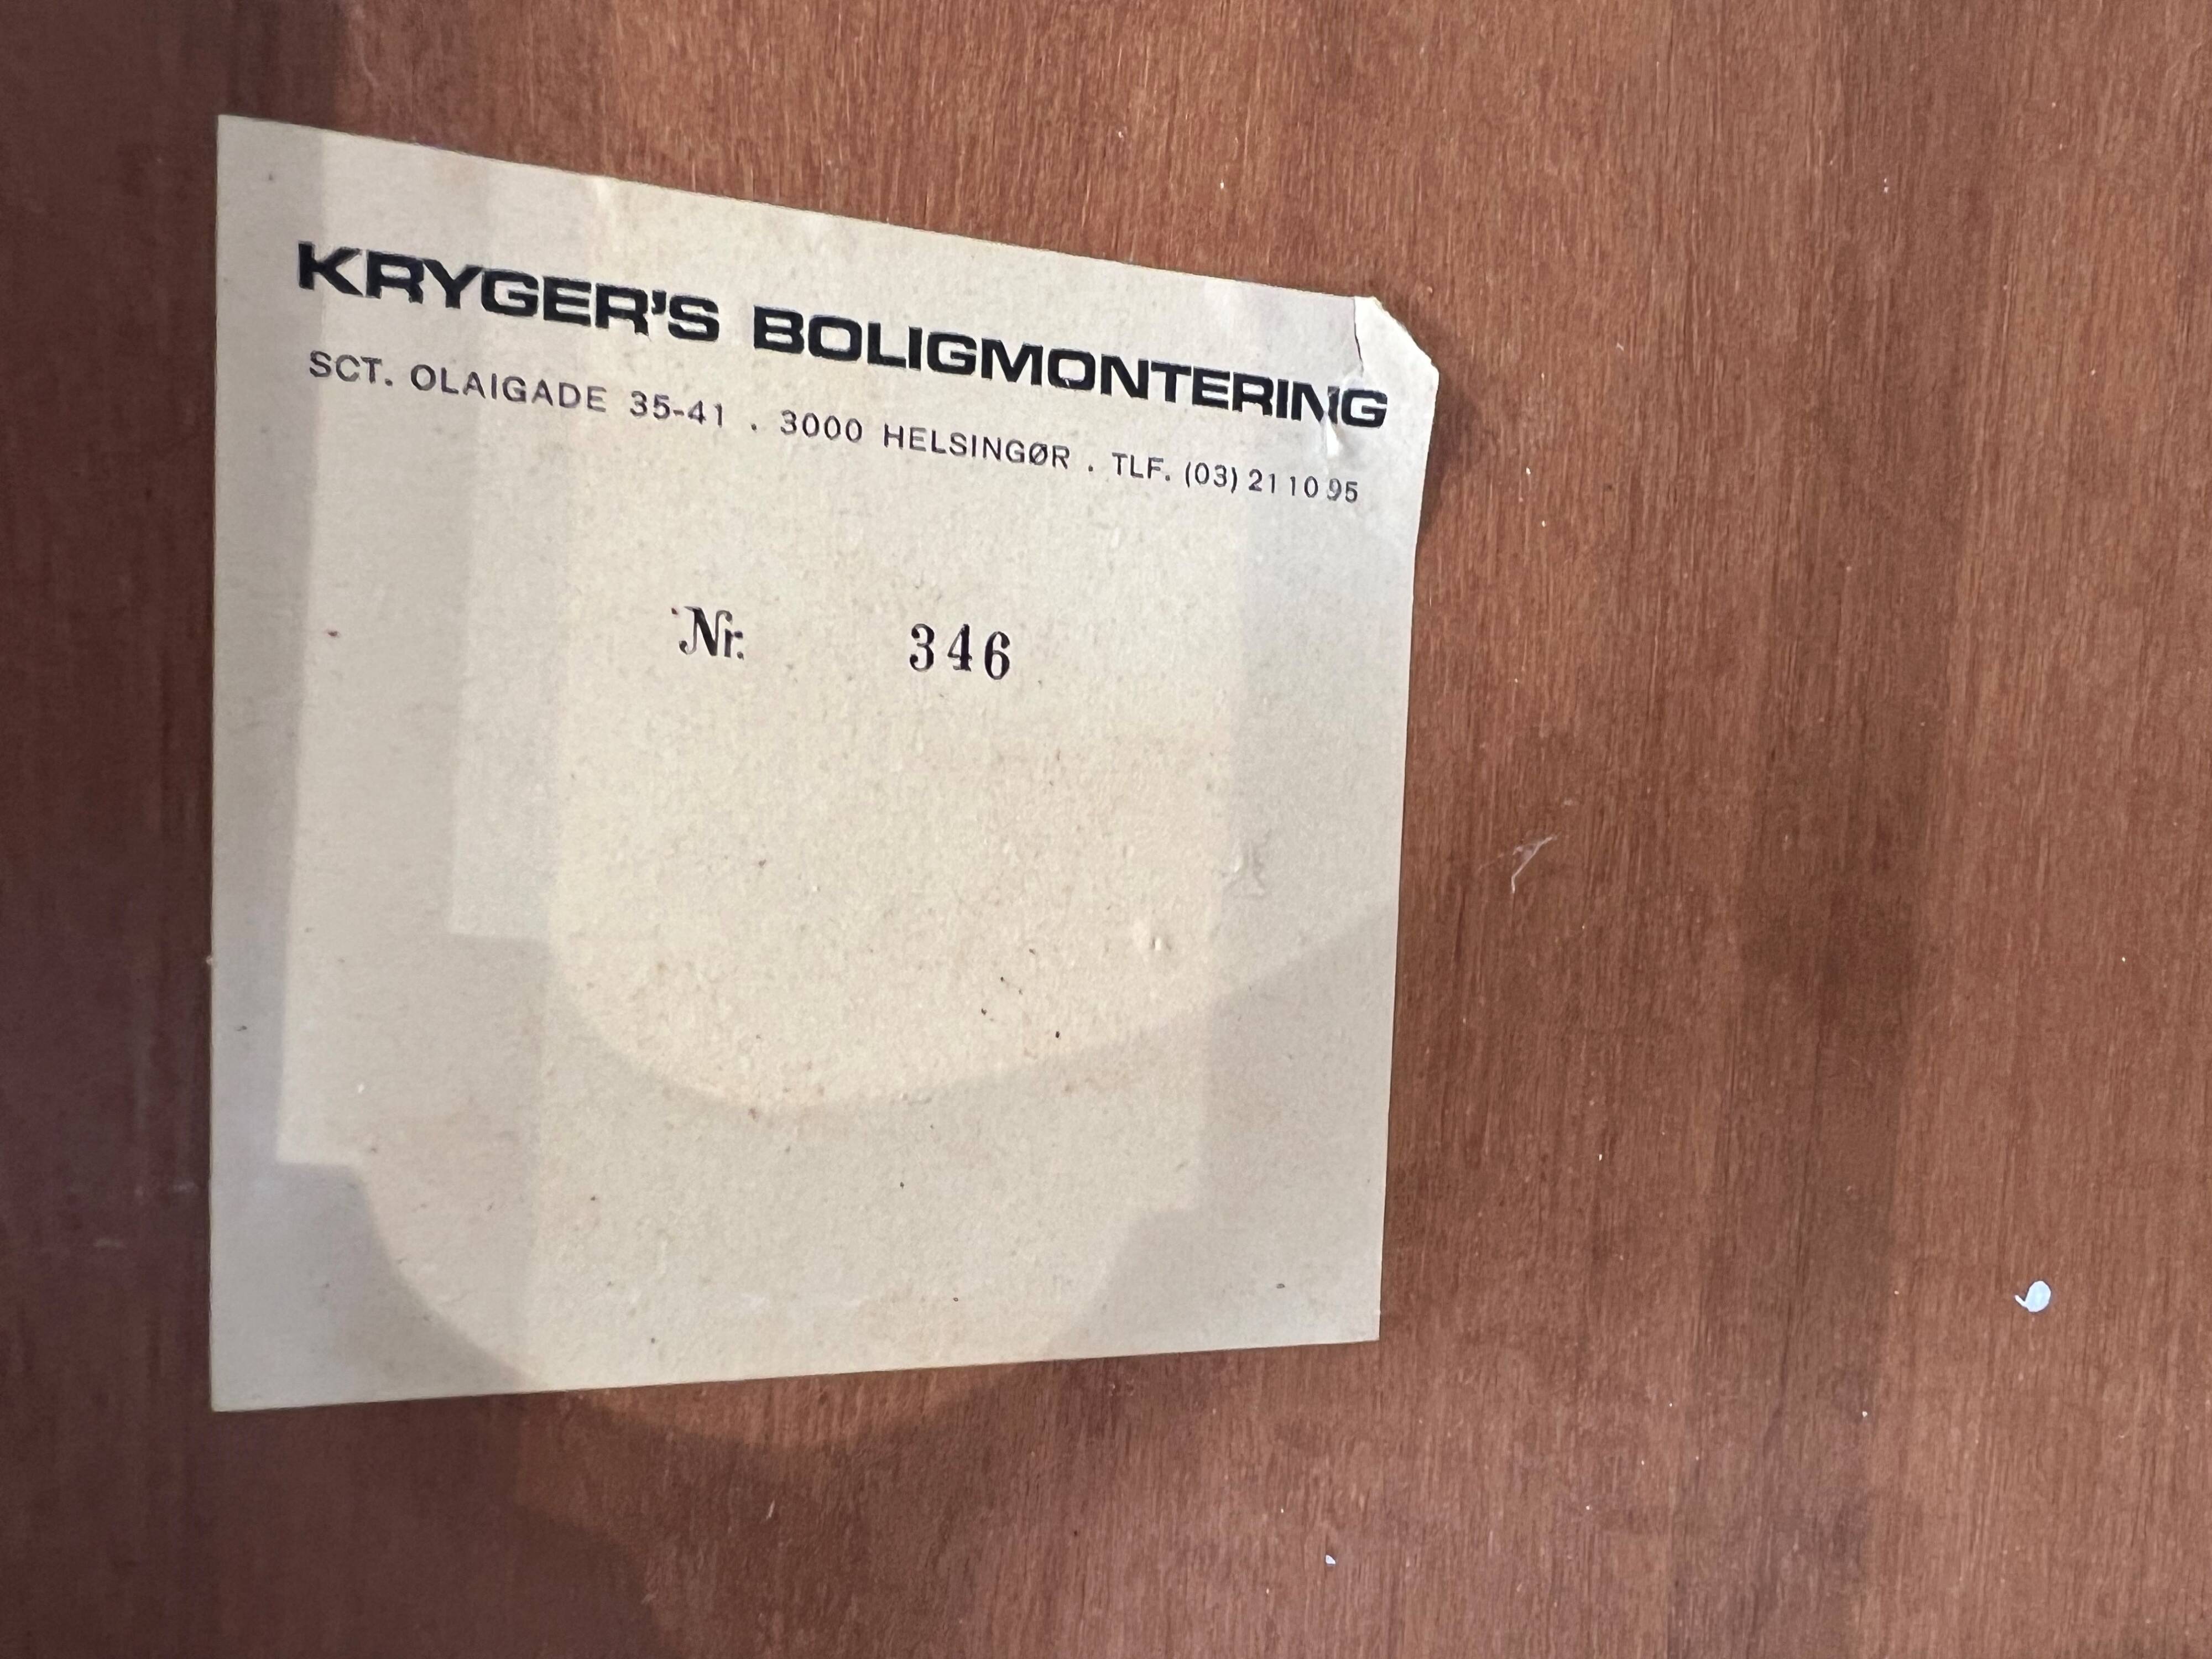 KRYGER'S BOLIGMONTERING
SCT. OLAIGADE 35-41 . 3000 HELSINGØR . TLF. (03) 21 10 95
Nr. 346